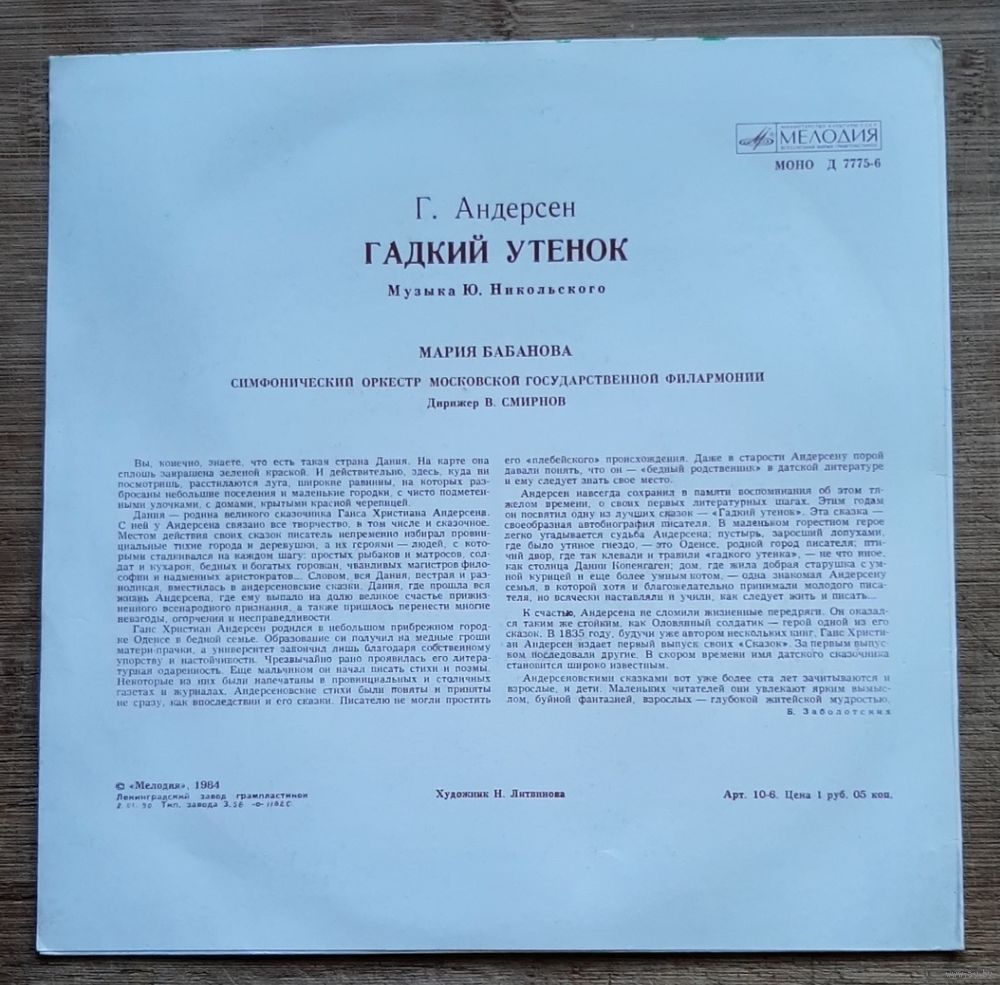 МИНИСТЕРСТВО КУЛЬТУРЫ СССР
МЕЛОДИЯ
ВСЕСОЮЗНАЯ ФИРМА ГРАМПЛАСТИНОК
МОНО Д 7775-6
Г. Андерсен
ГАДКИЙ УТЕНОК
Музыка Ю. Никольского
МАРИЯ БАБАНОВА
СИМФОНИЧЕСКИЙ ОРКЕСТР МОСКОВСКОЙ ГОСУДАРСТВЕННОЙ ФИЛАРМОНИИ
Дирижер В. СМИРНОВ
Вы, конечно, знаете, что есть такая страна Дания. На карте она
сплошь закрашена зеленой краской. И действительно, здесь, куда ни
посмотришь, расстилаются луга, широкие равнины, на которых раз-
бросаны небольшие поселения и маленькие городки, с чисто подметен-
ными улочками, с домами, крытыми красной черепицей.
Дания — родина великого сказочника Ганса Христиана Андерсена.
С ней у Андерсена связано все творчество, в том числе и сказочное.
Местом действия своих сказок писатель непременно избирал провин-
циальные тихие города и деревушки, а их героями — людей, с кото-
рыми сталкивался на каждом шагу: простых рыбаков и матросов, сол-
дат и кухарок, бедных и богатых горожан, чванливых магистров фило-
софии и надменных аристократов... Словом, вся Дания, пестрая и раз-
ноликая, вместилась в андерсеновские сказки. Дания, где прошла вся
жизнь Андерсена, где ему выпало на долю великое счастье прижиз-
ненного всенародного признания, а также пришлось перенести многие
невзгоды, огорчения и несправедливости.
Ганс Христиан Андерсен родился в небольшом прибрежном город-
ке Оденсе в бедной семье. Образование он получил на медные гроши
матери-прачки, а университет закончил лишь благодаря собственному
упорству и настойчивости. Чрезвычайно рано проявилась его литера-
турная одаренность. Еще мальчиком он начал писать стихи и поэмы.
Некоторые из них были напечатаны в провинциальных и столичных
газетах и журналах. Андерсеновские стихи были поняты и приняты
не сразу, как впоследствии и его сказки. Писателю не могли простить
его «плебейского» происхождения. Даже в старости Андерсену порой
давали понять, что он — «бедный родственник» в датской литературе
и ему следует знать свое место.
Андерсен навсегда сохранил в памяти воспоминания об этом тя-
желом времени, о своих первых литературных шагах. Этим годам
он посвятил одну из лучших сказок — «Гадкий утенок». Эта сказка —
своеобразная автобиография писателя. В маленьком горестном герое
легко угадывается судьба Андерсена; пустырь, заросший лопухами,
где было утиное гнездо, — это Оденсе, родной город писателя; пти-
чий двор, где так клевали и травили «гадкого утенка», — не что иное,
как столица Дании Копенгаген; дом, где жила добрая старушка с ум-
ной курицей и еще более умным котом, — одна знакомая Андерсену
семья, в которой хотя и благожелательно принимали молодого писа-
теля, но всячески наставляли и учили, как следует жить и писать...
К счастью, Андерсена не сломили жизненные передряги. Он оказал-
ся таким же стойким, как Оловянный солдатик — герой одной из его
сказок. В 1835 году, будучи уже автором нескольких книг, Ганс Христи-
ан Андерсен издает первый выпуск своих «Сказок». За первым выпус-
ком последовали другие. В скором времени имя датского сказочника
становится широко известным.
Андерсеновскими сказками вот уже более ста лет зачитываются и
взрослые, и дети. Маленьких читателей они увлекают ярким вымыс-
лом, буйной фантазией, взрослых — глубокой житейской мудростью.
Б. Заболотских
© «Мелодия», 1984
Ленинградский завод грампластинок
2.01.90 Тип. завода З.56 -0-1102С
Художник Н. Литвинова
Арт. 10-6. Цена 1 руб. 05 коп.